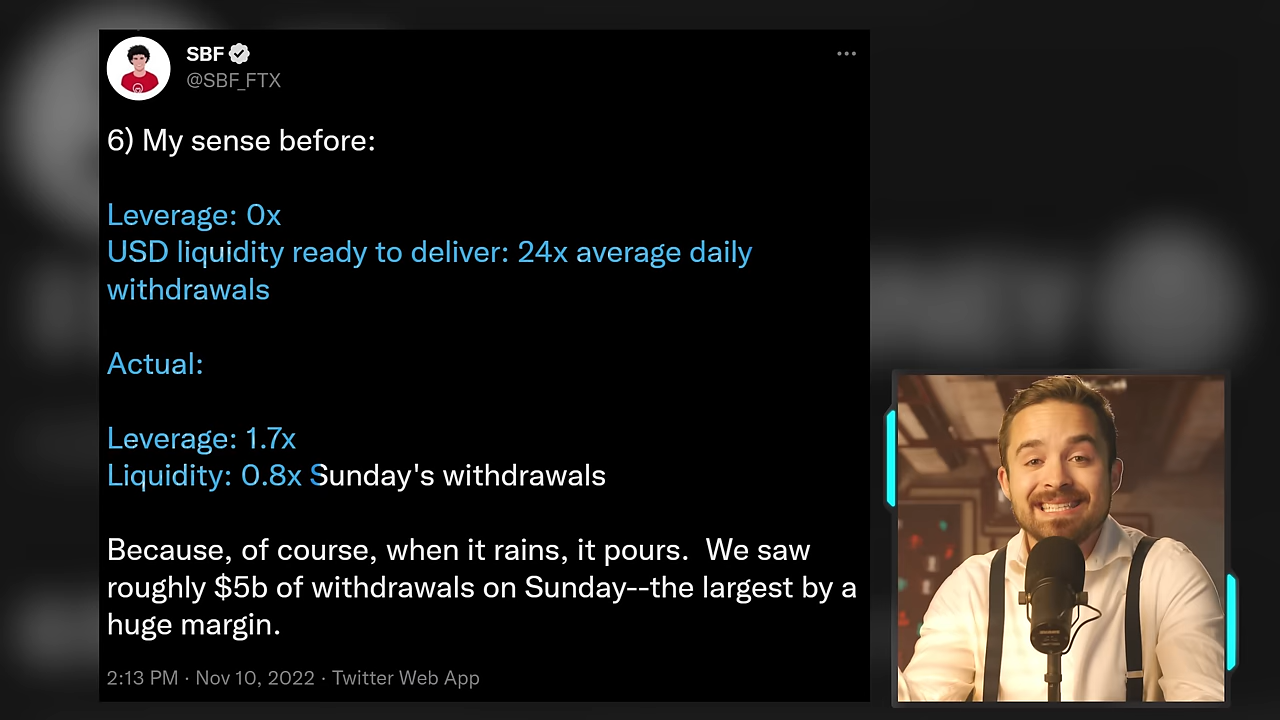 SBF
@SBF_FTX
6) My sense before:
Leverage: 0x
USD liquidity ready to deliver: 24x average daily
withdrawals
Actual:
Leverage: 1.7x
Liquidity: 0.8x Sunday's withdrawals
Because, of course, when it rains, it pours.  We saw
roughly $5b of withdrawals on Sunday--the largest by a
huge margin.
2:13 PM · Nov 10, 2022 · Twitter Web App